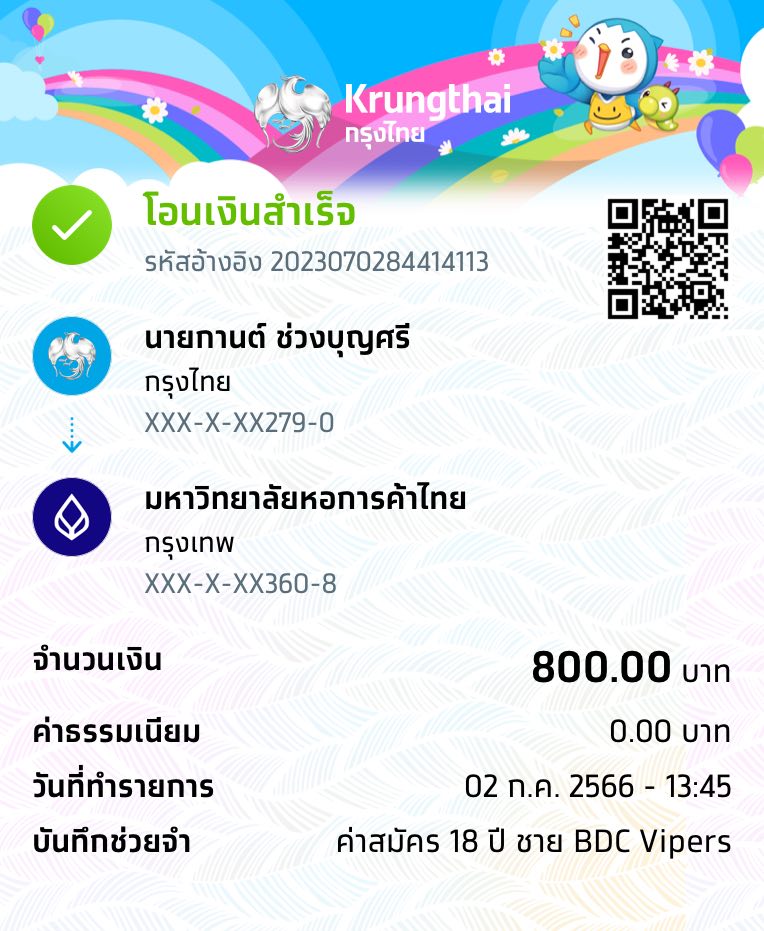 Krungthai
กรุงไทย
โอนเงินสำเร็จ
รหัสอ้างอิง 2023070284414113
นายกานต์ ช่วงบุญศรี
กรุงไทย
XXX-X-XX279-0
มหาวิทยาลัยหอการค้าไทย
กรุงเทพ
XXX-X-XX360-8
จำนวนเงิน 800.00 บาท
ค่าธรรมเนียม 0.00 บาท
วันที่ทำรายการ 02 ก.ค. 2566 - 13:45
บันทึกช่วยจำ ค่าสมัคร 18 ปี ชาย BDC Vipers